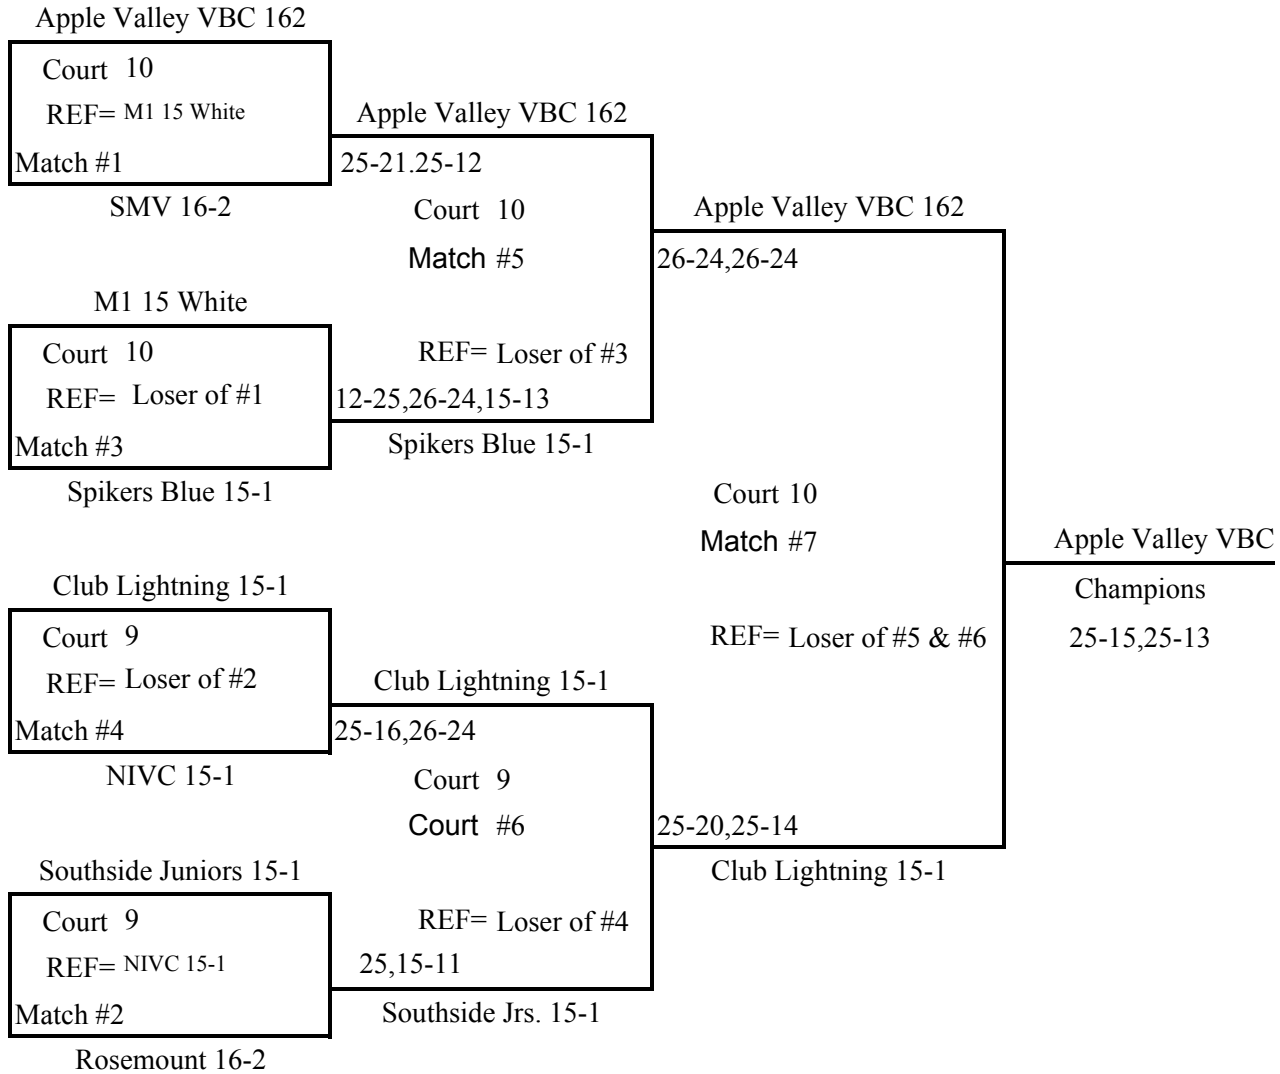 Apple Valley VBC 162
Court 10
REF= M1 15 White
Match #1
SMV 16-2
Apple Valley VBC 162
25-21.25-12
Court 10
Match #5
REF= Loser of #3
M1 15 White
Court 10
REF= Loser of #1
Match #3
Spikers Blue 15-1
12-25,26-24,15-13
Spikers Blue 15-1
Apple Valley VBC 162
26-24,26-24
Court 10
Match #7
REF= Loser of #5 & #6
Apple Valley VBC
Champions
25-15,25-13
Club Lightning 15-1
Court 9
REF= Loser of #2
Match #4
NIVC 15-1
Club Lightning 15-1
25-16,26-24
Court 9
Court #6
REF= Loser of #4
25-20,25-14
Club Lightning 15-1
Southside Juniors 15-1
Court 9
REF= NIVC 15-1
Match #2
Rosemount 16-2
25,15-11
Southside Jrs. 15-1